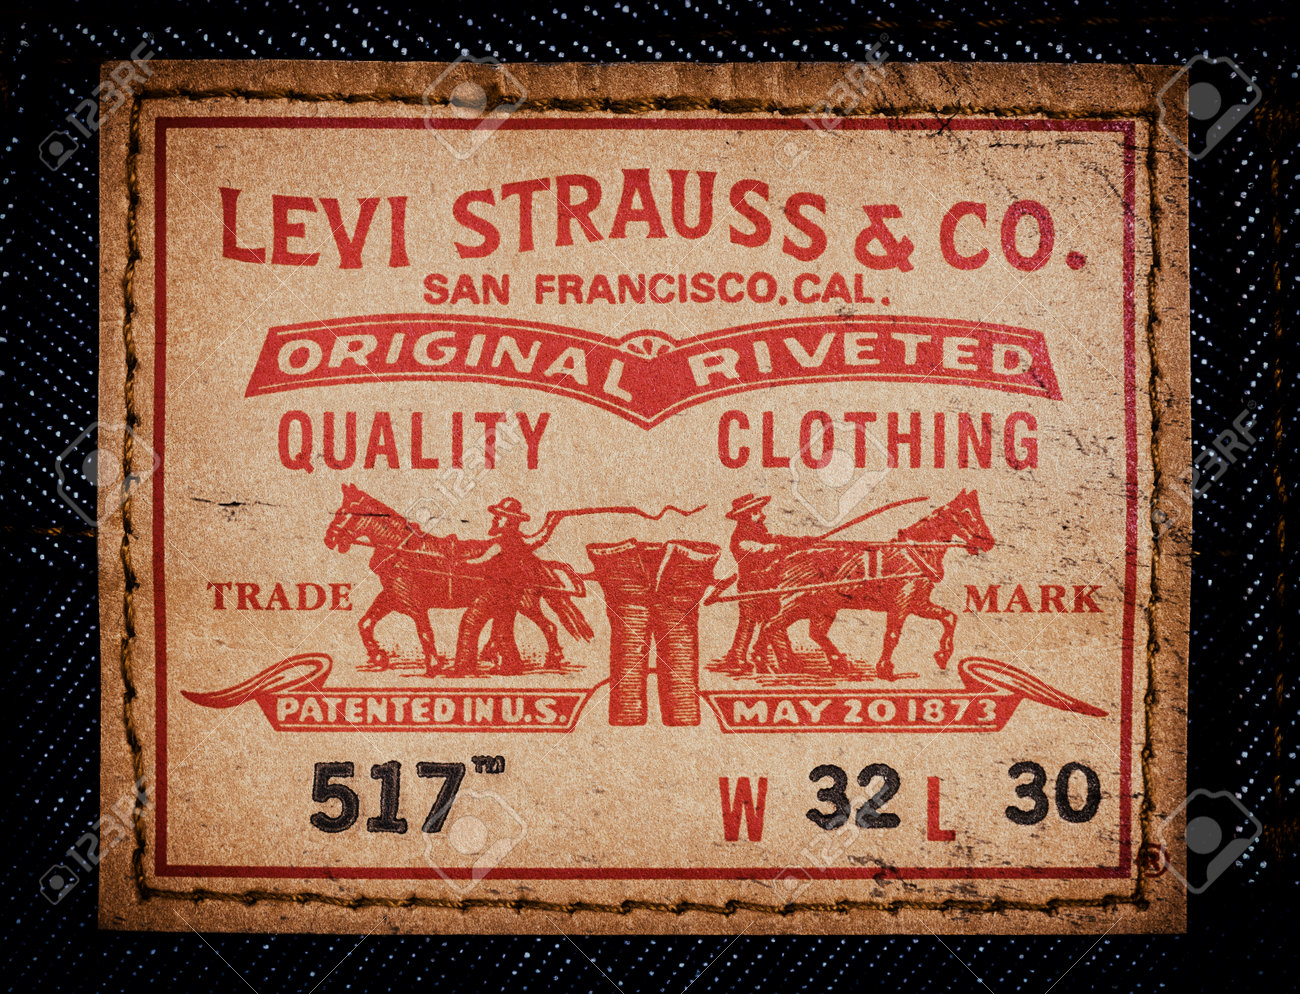 LEVI STRAUSS & CO.
SAN FRANCISCO, CAL.
ORIGINAL RIVETED
QUALITY CLOTHING
TRADE MARK
PATENTED IN U.S. MAY 20 1873
517™ W 32 L 30
®
123RF